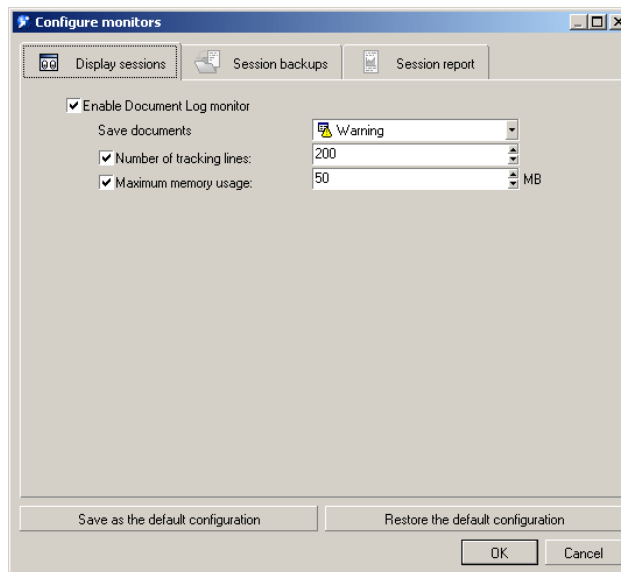 Configure monitors
Display sessions Session backups Session report
Enable Document Log monitor
Save documents Warning
Number of tracking lines: 200
Maximum memory usage: 50 MB
Save as the default configuration Restore the default configuration
OK Cancel